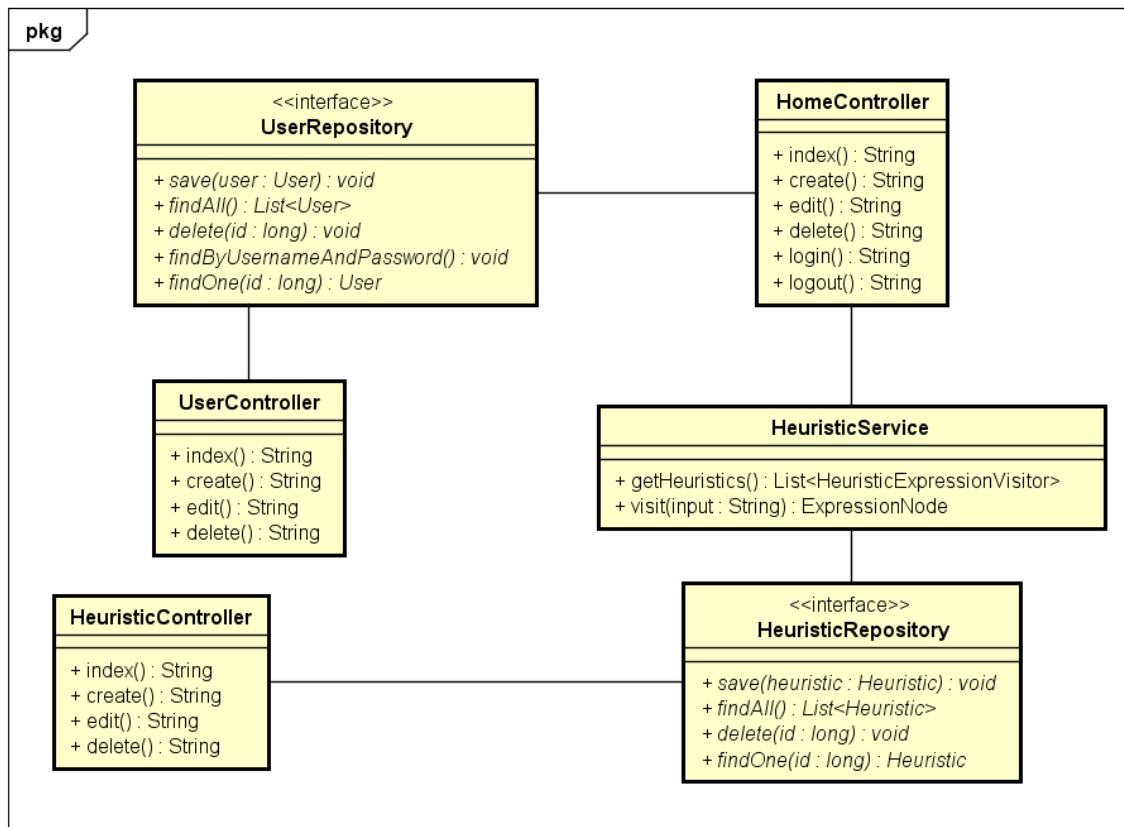 pkg
<<interface>>
UserRepository
+ save(user : User) : void
+ findAll() : List<User>
+ delete(id : long) : void
+ findByUsernameAndPassword() : void
+ findOne(id : long) : User
HomeController
+ index() : String
+ create() : String
+ edit() : String
+ delete() : String
+ login() : String
+ logout() : String
UserController
+ index() : String
+ create() : String
+ edit() : String
+ delete() : String
HeuristicService
+ getHeuristics() : List<HeuristicExpressionVisitor>
+ visit(input : String) : ExpressionNode
HeuristicController
+ index() : String
+ create() : String
+ edit() : String
+ delete() : String
<<interface>>
HeuristicRepository
+ save(heuristic : Heuristic) : void
+ findAll() : List<Heuristic>
+ delete(id : long) : void
+ findOne(id : long) : Heuristic